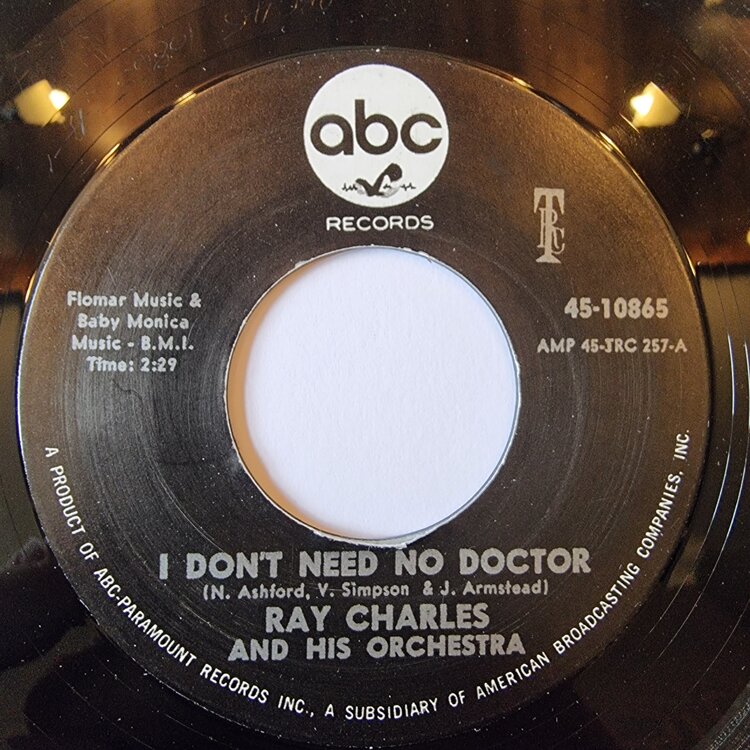 abc
RECORDS
TRC
Flomar Music &
Baby Monica
Music - B.M.I.
Time: 2:29
45-10865
AMP 45-JRC 257-A
I DON'T NEED NO DOCTOR
(N. Ashford, V. Simpson & J. Armstead)
RAY CHARLES
AND HIS ORCHESTRA
A PRODUCT OF ABC-PARAMOUNT RECORDS INC., A SUBSIDIARY OF AMERICAN BROADCASTING COMPANIES, INC.